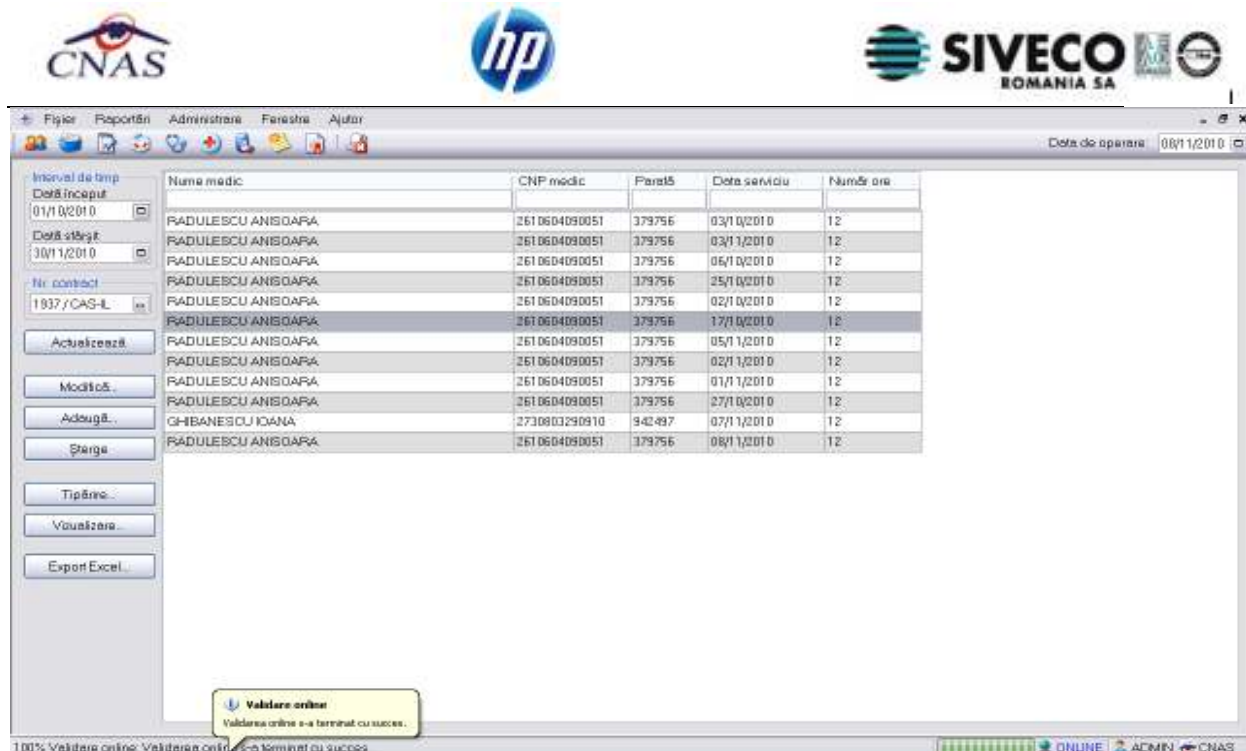 CNAS
hp
SIVECO
ROMANIA SA
Fișier Raportări Administrare Ferestre Ajutor
Data de operare 08/11/2010
Interval de timp
Dată început
01/10/2010
Dată sfârșit
30/11/2010
Nr. contract
1937 / CAS-IL
Actualizează
Modifică...
Adaugă...
Șterge
Tipărire...
Vizualizare...
Export Excel...
Nume medic CNP medic Parafă Data serviciu Număr ore
RADULESCU ANISOARA 2610604090051 379756 03/10/2010 12
RADULESCU ANISOARA 2610604090051 379756 03/11/2010 12
RADULESCU ANISOARA 2610604090051 379756 06/10/2010 12
RADULESCU ANISOARA 2610604090051 379756 25/10/2010 12
RADULESCU ANISOARA 2610604090051 379756 02/10/2010 12
RADULESCU ANISOARA 2610604090051 379756 17/10/2010 12
RADULESCU ANISOARA 2610604090051 379756 05/11/2010 12
RADULESCU ANISOARA 2610604090051 379756 02/11/2010 12
RADULESCU ANISOARA 2610604090051 379756 01/11/2010 12
RADULESCU ANISOARA 2610604090051 379756 27/10/2010 12
GHIBANESCU IOANA 2730803290910 942497 07/11/2010 12
RADULESCU ANISOARA 2610604090051 379756 08/11/2010 12
Validare online
Validarea online s-a terminat cu succes.
100% Validare online: Validarea online s-a terminat cu succes
ONLINE ADMIN CNAS